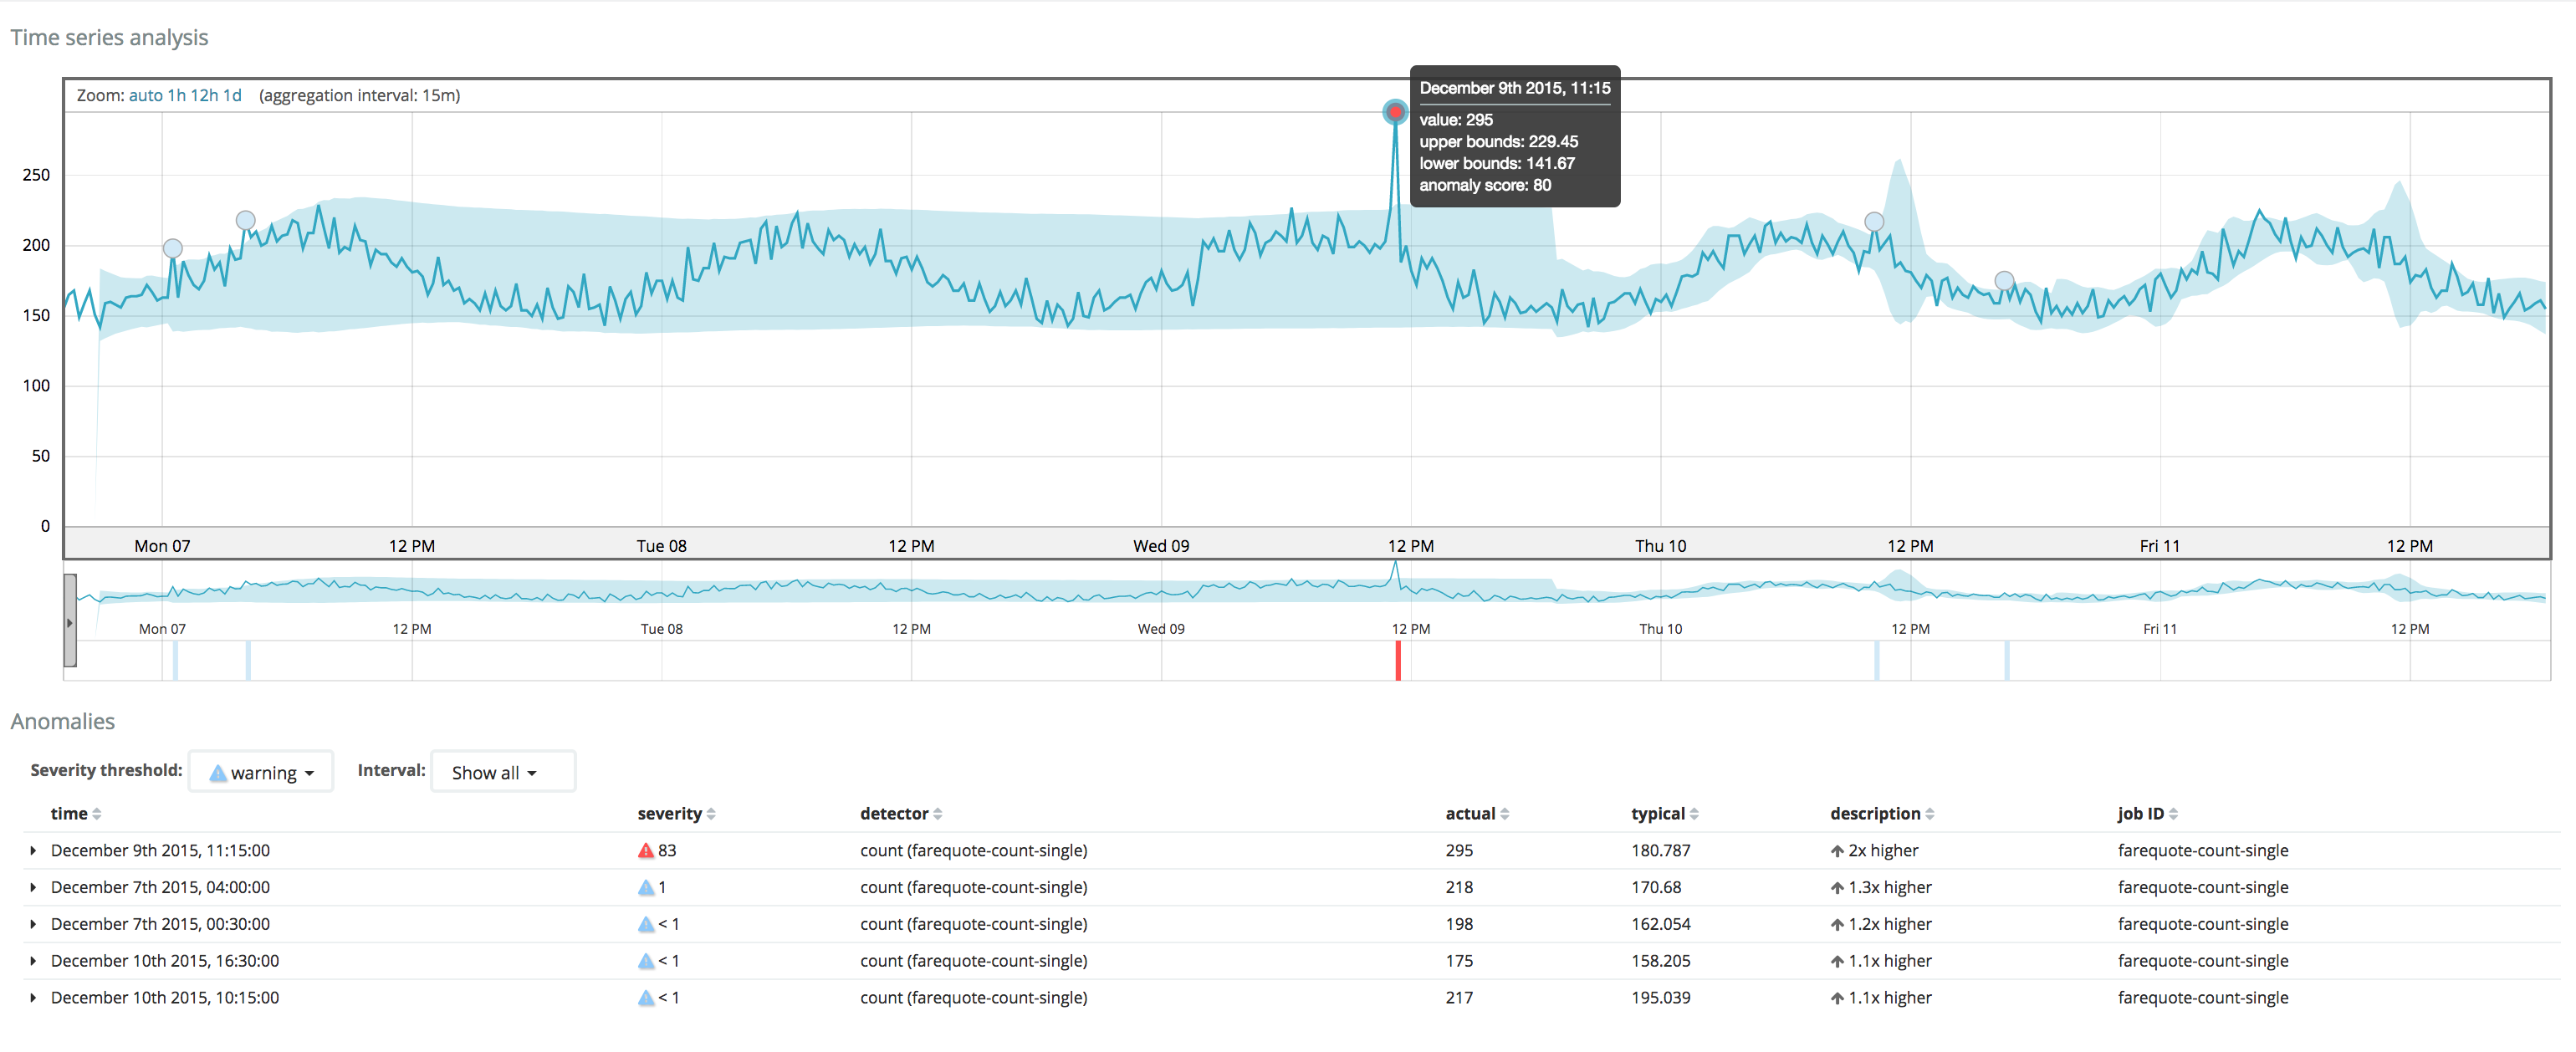 Time series analysis
Zoom: auto 1h 12h 1d (aggregation interval: 15m)
December 9th 2015, 11:15
value: 295
upper bounds: 229.45
lower bounds: 141.67
anomaly score: 80
250
200
150
100
50
0
Mon 07 12 PM Tue 08 12 PM Wed 09 12 PM Thu 10 12 PM Fri 11 12 PM
Mon 07 12 PM Tue 08 12 PM Wed 09 12 PM Thu 10 12 PM Fri 11 12 PM
Anomalies
Severity threshold: warning Interval: Show all
time severity detector actual typical description job ID
December 9th 2015, 11:15:00 83 count (farequote-count-single) 295 180.787 2x higher farequote-count-single
December 7th 2015, 04:00:00 1 count (farequote-count-single) 218 170.68 1.3x higher farequote-count-single
December 7th 2015, 00:30:00 < 1 count (farequote-count-single) 198 162.054 1.2x higher farequote-count-single
December 10th 2015, 16:30:00 < 1 count (farequote-count-single) 175 158.205 1.1x higher farequote-count-single
December 10th 2015, 10:15:00 < 1 count (farequote-count-single) 217 195.039 1.1x higher farequote-count-single